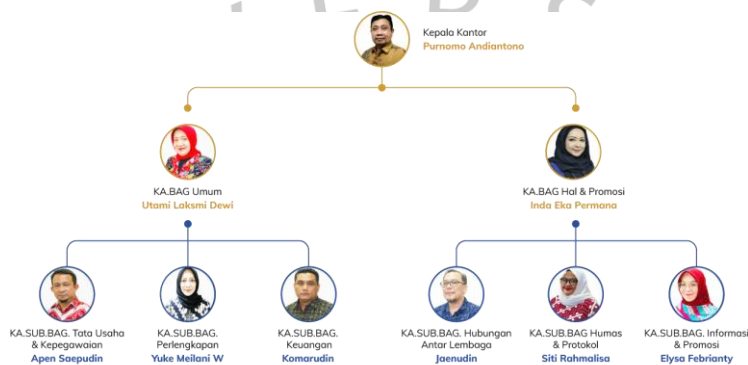 Kepala Kantor
Purnomo Andiantono
KA.BAG Umum
Utami Laksmi Dewi
KA.BAG Hal & Promosi
Inda Eka Permana
KA.SUB.BAG. Tata Usaha
& Kepegawaian
Apen Saepudin
KA.SUB.BAG.
Perlengkapan
Yuke Meilani W
KA.SUB.BAG.
Keuangan
Komarudin
KA.SUB.BAG. Hubungan
Antar Lembaga
Jaenudin
KA.SUB.BAG Humas
& Protokol
Siti Rahmalisa
KA.SUB.BAG. Informasi
& Promosi
Elysa Febrianty